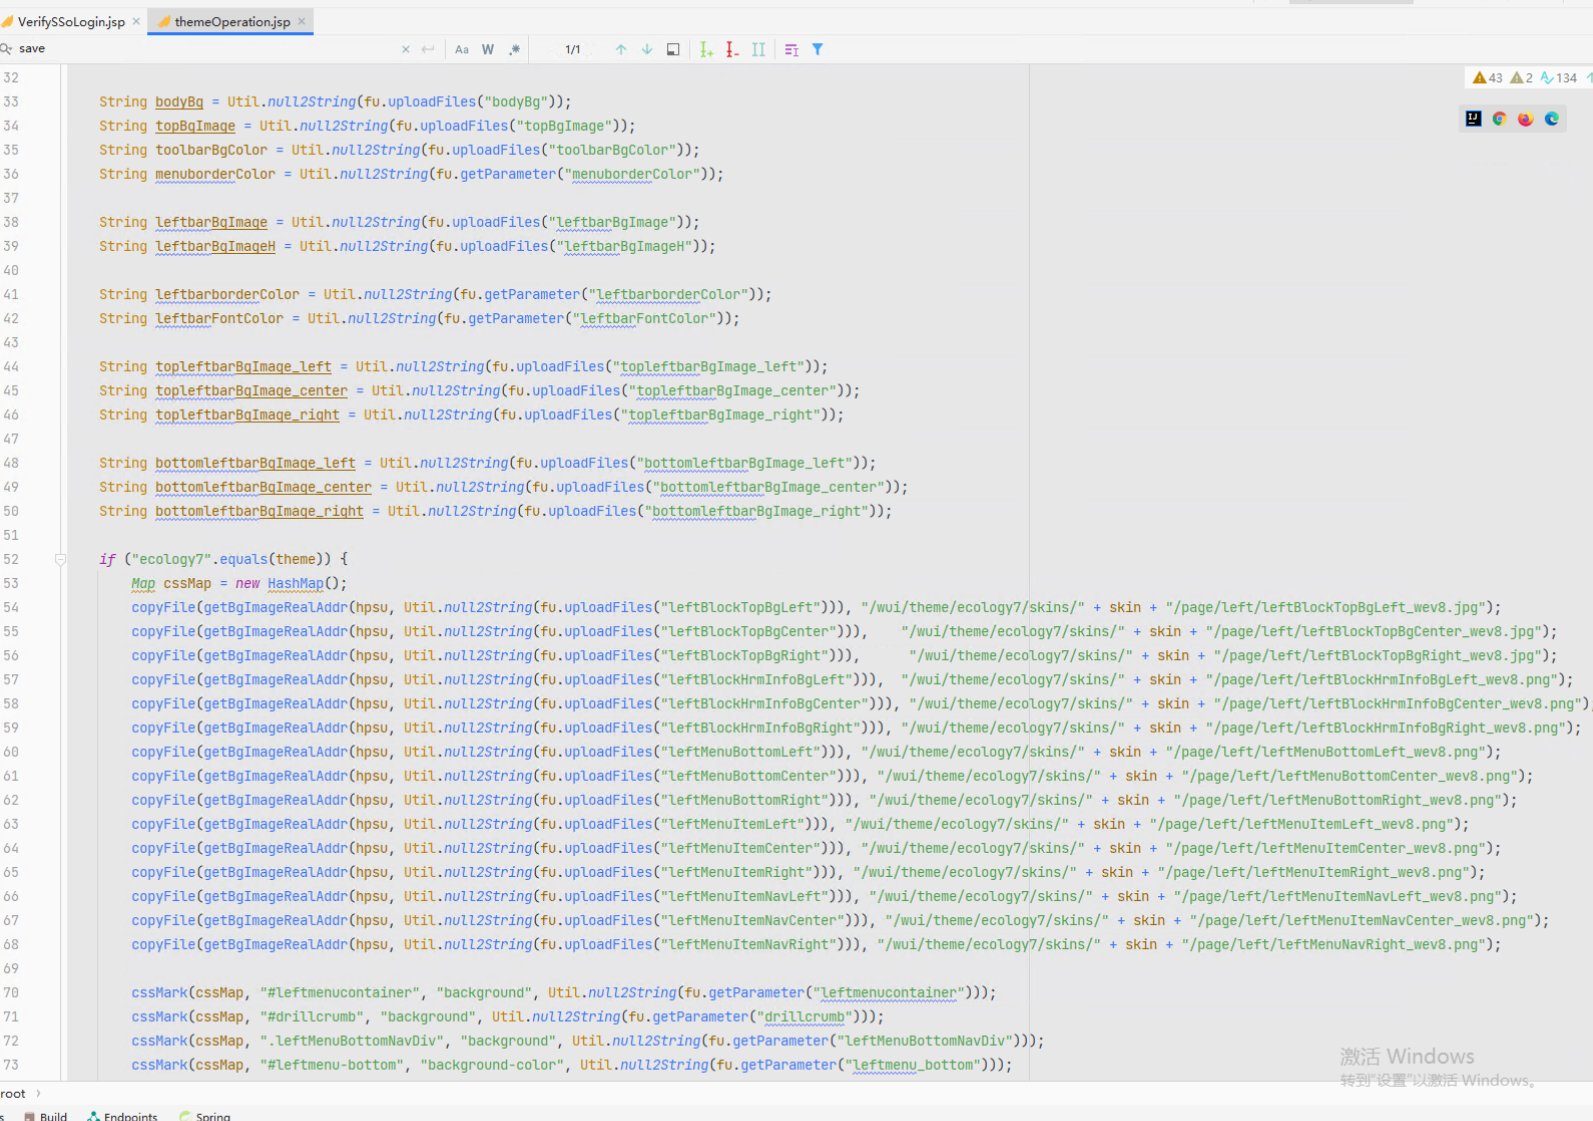 VerifySSoLogin.jsp
themeOperation.jsp
save
Aa W .* 1/1
43 2 134
32
33 String bodyBg = Util.null2String(fu.uploadFiles("bodyBg"));
34 String topBgImage = Util.null2String(fu.uploadFiles("topBgImage"));
35 String toolbarBgColor = Util.null2String(fu.uploadFiles("toolbarBgColor"));
36 String menuborderColor = Util.null2String(fu.getParameter("menuborderColor"));
37
38 String leftbarBgImage = Util.null2String(fu.uploadFiles("leftbarBgImage"));
39 String leftbarBgImageH = Util.null2String(fu.uploadFiles("leftbarBgImageH"));
40
41 String leftbarborderColor = Util.null2String(fu.getParameter("leftbarborderColor"));
42 String leftbarFontColor = Util.null2String(fu.getParameter("leftbarFontColor"));
43
44 String topleftbarBgImage_left = Util.null2String(fu.uploadFiles("topleftbarBgImage_left"));
45 String topleftbarBgImage_center = Util.null2String(fu.uploadFiles("topleftbarBgImage_center"));
46 String topleftbarBgImage_right = Util.null2String(fu.uploadFiles("topleftbarBgImage_right"));
47
48 String bottomleftbarBgImage_left = Util.null2String(fu.uploadFiles("bottomleftbarBgImage_left"));
49 String bottomleftbarBgImage_center = Util.null2String(fu.uploadFiles("bottomleftbarBgImage_center"));
50 String bottomleftbarBgImage_right = Util.null2String(fu.uploadFiles("bottomleftbarBgImage_right"));
51
52 if ("ecology7".equals(theme)) {
53 Map cssMap = new HashMap();
54 copyFile(getBgImageRealAddr(hpsu, Util.null2String(fu.uploadFiles("leftBlockTopBgLeft"))), "/wui/theme/ecology7/skins/" + skin + "/page/left/leftBlockTopBgLeft_wev8.jpg");
55 copyFile(getBgImageRealAddr(hpsu, Util.null2String(fu.uploadFiles("leftBlockTopBgCenter"))), "/wui/theme/ecology7/skins/" + skin + "/page/left/leftBlockTopBgCenter_wev8.jpg");
56 copyFile(getBgImageRealAddr(hpsu, Util.null2String(fu.uploadFiles("leftBlockTopBgRight"))), "/wui/theme/ecology7/skins/" + skin + "/page/left/leftBlockTopBgRight_wev8.jpg");
57 copyFile(getBgImageRealAddr(hpsu, Util.null2String(fu.uploadFiles("leftBlockHrmInfoBgLeft"))), "/wui/theme/ecology7/skins/" + skin + "/page/left/leftBlockHrmInfoBgLeft_wev8.png");
58 copyFile(getBgImageRealAddr(hpsu, Util.null2String(fu.uploadFiles("leftBlockHrmInfoBgCenter"))), "/wui/theme/ecology7/skins/" + skin + "/page/left/leftBlockHrmInfoBgCenter_wev8.png")
59 copyFile(getBgImageRealAddr(hpsu, Util.null2String(fu.uploadFiles("leftBlockHrmInfoBgRight"))), "/wui/theme/ecology7/skins/" + skin + "/page/left/leftBlockHrmInfoBgRight_wev8.png");
60 copyFile(getBgImageRealAddr(hpsu, Util.null2String(fu.uploadFiles("leftMenuBottomLeft"))), "/wui/theme/ecology7/skins/" + skin + "/page/left/leftMenuBottomLeft_wev8.png");
61 copyFile(getBgImageRealAddr(hpsu, Util.null2String(fu.uploadFiles("leftMenuBottomCenter"))), "/wui/theme/ecology7/skins/" + skin + "/page/left/leftMenuBottomCenter_wev8.png");
62 copyFile(getBgImageRealAddr(hpsu, Util.null2String(fu.uploadFiles("leftMenuBottomRight"))), "/wui/theme/ecology7/skins/" + skin + "/page/left/leftMenuBottomRight_wev8.png");
63 copyFile(getBgImageRealAddr(hpsu, Util.null2String(fu.uploadFiles("leftMenuItemLeft"))), "/wui/theme/ecology7/skins/" + skin + "/page/left/leftMenuItemLeft_wev8.png");
64 copyFile(getBgImageRealAddr(hpsu, Util.null2String(fu.uploadFiles("leftMenuItemCenter"))), "/wui/theme/ecology7/skins/" + skin + "/page/left/leftMenuItemCenter_wev8.png");
65 copyFile(getBgImageRealAddr(hpsu, Util.null2String(fu.uploadFiles("leftMenuItemRight"))), "/wui/theme/ecology7/skins/" + skin + "/page/left/leftMenuItemRight_wev8.png");
66 copyFile(getBgImageRealAddr(hpsu, Util.null2String(fu.uploadFiles("leftMenuItemNavLeft"))), "/wui/theme/ecology7/skins/" + skin + "/page/left/leftMenuItemNavLeft_wev8.png");
67 copyFile(getBgImageRealAddr(hpsu, Util.null2String(fu.uploadFiles("leftMenuItemNavCenter"))), "/wui/theme/ecology7/skins/" + skin + "/page/left/leftMenuItemNavCenter_wev8.png");
68 copyFile(getBgImageRealAddr(hpsu, Util.null2String(fu.uploadFiles("leftMenuItemNavRight"))), "/wui/theme/ecology7/skins/" + skin + "/page/left/leftMenuNavRight_wev8.png");
69
70 cssMark(cssMap, "#leftmenucontainer", "background", Util.null2String(fu.getParameter("leftmenucontainer")));
71 cssMark(cssMap, "#drillcrumb", "background", Util.null2String(fu.getParameter("drillcrumb")));
72 cssMark(cssMap, ".leftMenuBottomNavDiv", "background", Util.null2String(fu.getParameter("leftMenuBottomNavDiv")));
73 cssMark(cssMap, "#leftmenu-bottom", "background-color", Util.null2String(fu.getParameter("leftmenu_bottom")));
激活 Windows
转到“设置”以激活 Windows。
root
s Build Endpoints Spring